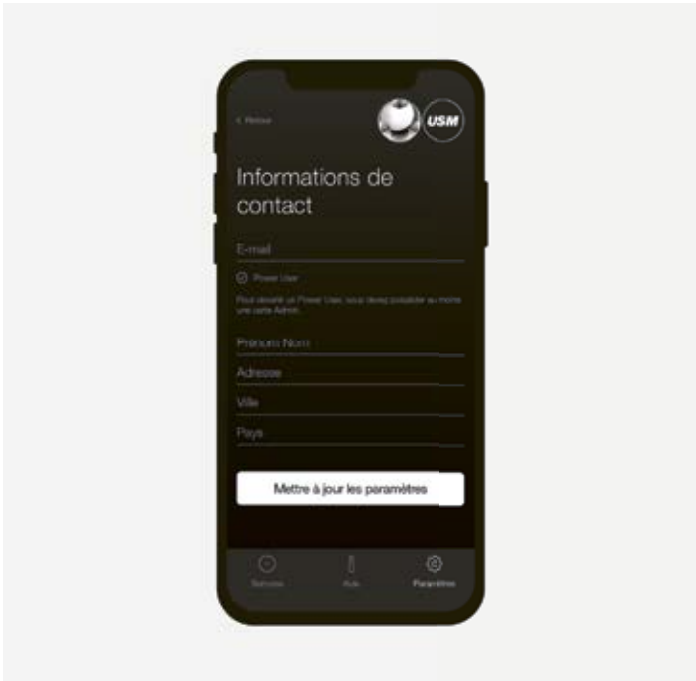 < Retour
USM
Informations de
contact
E-mail
Power User
Pour devenir un Power User, vous devez posséder au moins
une carte Admin.
Prénom Nom
Adresse
Ville
Pays
Mettre à jour les paramètres
Aide
Paramètres